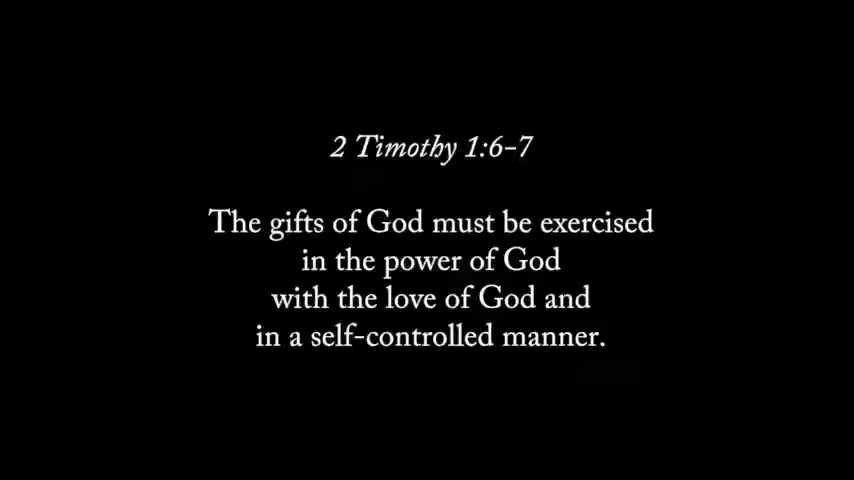 2 Timothy 1:6-7
The gifts of God must be exercised
in the power of God
with the love of God and
in a self-controlled manner.